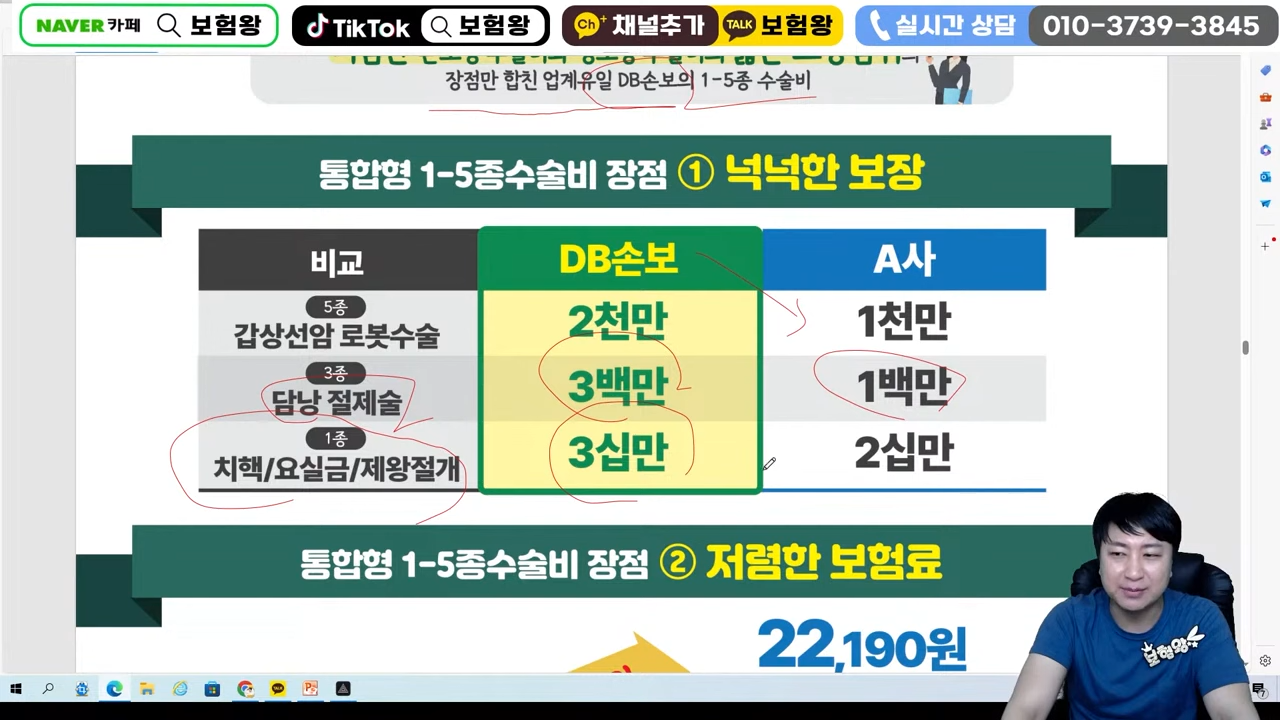 NAVER 카페 보험왕
TikTok 보험왕
Ch+ 채널추가 TALK 보험왕
실시간 상담 010-3739-3845
장점만 합친 업계유일 DB손보의 1-5종 수술비
통합형 1-5종수술비 장점 ① 넉넉한 보장
비교 DB손보 A사
5종
갑상선암 로봇수술 2천만 1천만
3종
담낭 절제술 3백만 1백만
1종
치핵/요실금/제왕절개 3십만 2십만
통합형 1-5종수술비 장점 ② 저렴한 보험료
22,190원
보험왕